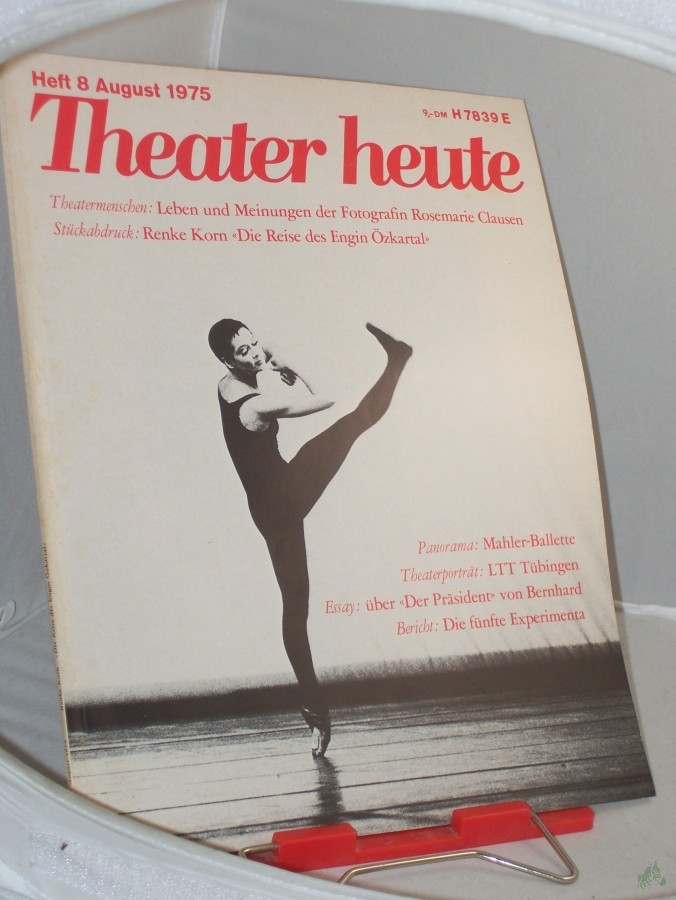 Heft 8 August 1975
9,-DM H 7839 E
Theater heute
Theatermenschen: Leben und Meinungen der Fotografin Rosemarie Clausen
Stückabdruck: Renke Korn «Die Reise des Engin Özkartal»
Panorama: Mahler-Ballette
Theaterporträt: LTT Tübingen
Essay: über «Der Präsident» von Bernhard
Bericht: Die fünfte Experimenta